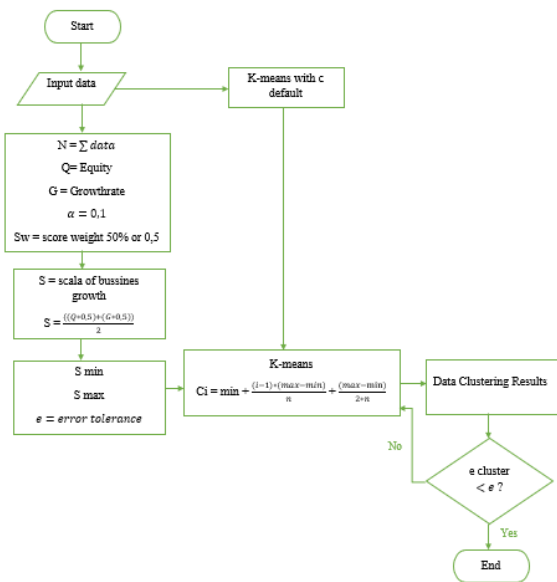 Start
Input data
K-means with c
default
N = ∑ data
Q= Equity
G = Growthrate
α = 0,1
Sw = score weight 50% or 0,5
S = scala of bussines
growth
S = ((Q*0,5)+(G*0,5)) / 2
S min
S max
e = error tolerance
K-means
Ci = min + (i−1)*(max−min) / n + (max−min) / 2*n
Data Clustering Results
No
e cluster
< e ?
Yes
End